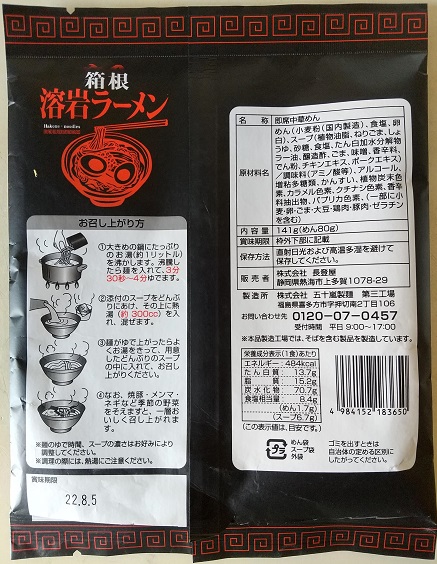 箱根
溶岩ラーメン
Hakone noodles
お召し上がり方
①大きめの鍋にたっぷり
のお湯(約1リットル)
を沸かします。沸騰し
たら麺を入れて、3分
30秒〜4分ゆでます。
②添付のスープをどんぶ
りにあけ、その上に熱
湯(約300cc)を入
れ、混ぜます。
③麺がゆで上がったらよ
くお湯をきって、用意
したどんぶりのスープ
の中に入れて、お召し
上がりください。
④なお、焼豚・メンマ・
ネギなど季節の野菜
をそえますと、一層お
いしく召し上がれます。
※麺のゆで時間、スープの濃さはお好みにより
調整してください。
※調理の際には、熱湯にご注意ください。
賞味期限
22.8.5
名 称 即席中華めん
原材料名 めん(小麦粉(国内製造)、食塩、卵
白)、スープ(植物油脂、ねりごま、しょ
うゆ、砂糖、食塩、たん白加水分解物、
ラー油、醸造酢、ごま、味噌、香辛料、
でん粉、チキンエキス、ポークエキス)
/調味料(アミノ酸等)、アルコール、
増粘多糖類、かんすい、植物炭末色
素、カラメル色素、クチナシ色素、香辛
料抽出物、パプリカ色素、(一部に小
麦・卵・ごま・大豆・鶏肉・豚肉・ゼラチン
を含む)
内 容 量 141g(めん80g)
賞味期限 枠外下部に記載
保存方法 直射日光および高温多湿を避けて
保存してください。
販 売 者 株式会社 長登屋
静岡県熱海市上多賀1078-29
製造所 株式会社 五十嵐製麺 第三工場
福島県喜多方市字押切南2丁目06
お問い合わせ先 0120-07-0457
受付時間 平日 9:00〜17:00
※本品製造工場では、そばを含む製品を製造しています。
栄養成分表示(1食)あたり
エネルギー 484kcal
たん白質 13.7g
脂質 15.2g
炭水化物 70.7g
食塩相当量 8.4g
(めん1.7g)
(スープ6.7g)
(この表示値は、目安です。)
4 984152 183650
プラ
めん袋
スープ袋
外袋
ゴミを出すときは
自治体の定める区別に
したがってください。